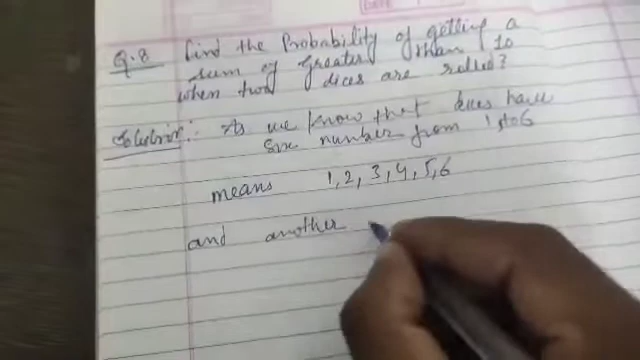 Q.8 Find the Probability of getting a
sum of Greater than 10
when two dices are rolled?
Solution:- As we know that dices have
six number from 1 to 6
means 1, 2, 3, 4, 5, 6
and another